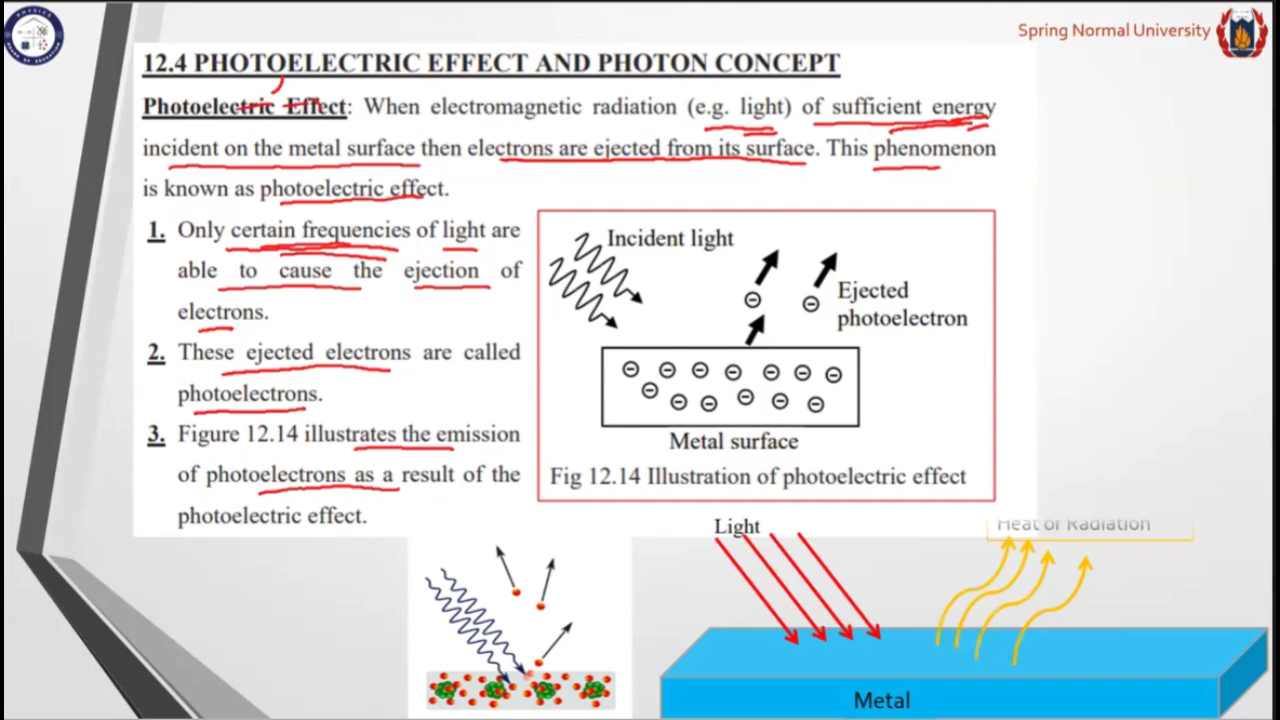 Spring Normal University
12.4 PHOTOELECTRIC EFFECT AND PHOTON CONCEPT
Photoelectric Effect: When electromagnetic radiation (e.g. light) of sufficient energy
incident on the metal surface then electrons are ejected from its surface. This phenomenon
is known as photoelectric effect.
1. Only certain frequencies of light are
able to cause the ejection of
electrons.
2. These ejected electrons are called
photoelectrons.
3. Figure 12.14 illustrates the emission
of photoelectrons as a result of the
photoelectric effect.
Incident light
Ejected
photoelectron
Metal surface
Fig 12.14 Illustration of photoelectric effect
Light
Heat or Radiation
Metal